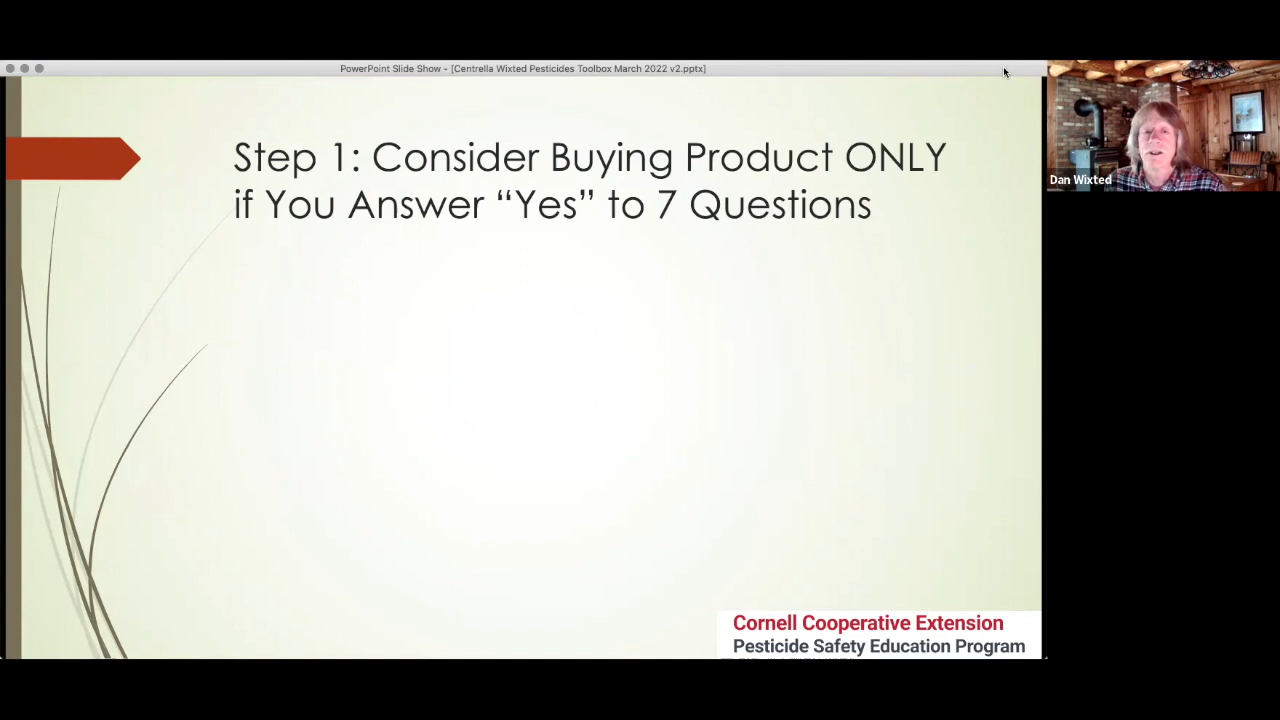 PowerPoint Slide Show - [Centrella Wixted Pesticides Toolbox March 2022 v2.pptx]
Step 1: Consider Buying Product ONLY
if You Answer “Yes” to 7 Questions
Dan Wixted
Cornell Cooperative Extension
Pesticide Safety Education Program